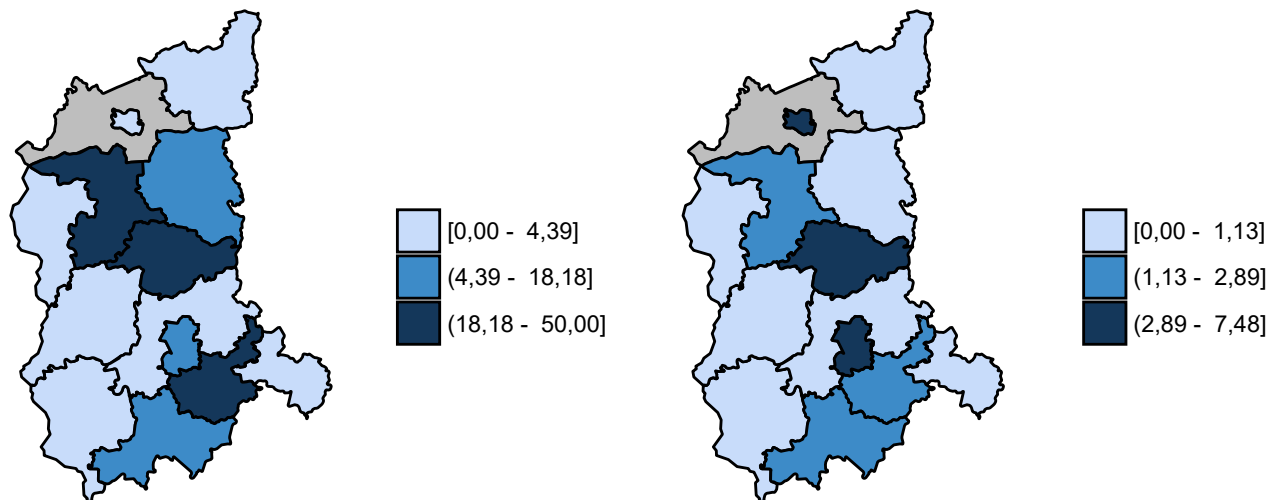 [0,00 - 4,39]
(4,39 - 18,18]
(18,18 - 50,00]
[0,00 - 1,13]
(1,13 - 2,89]
(2,89 - 7,48]